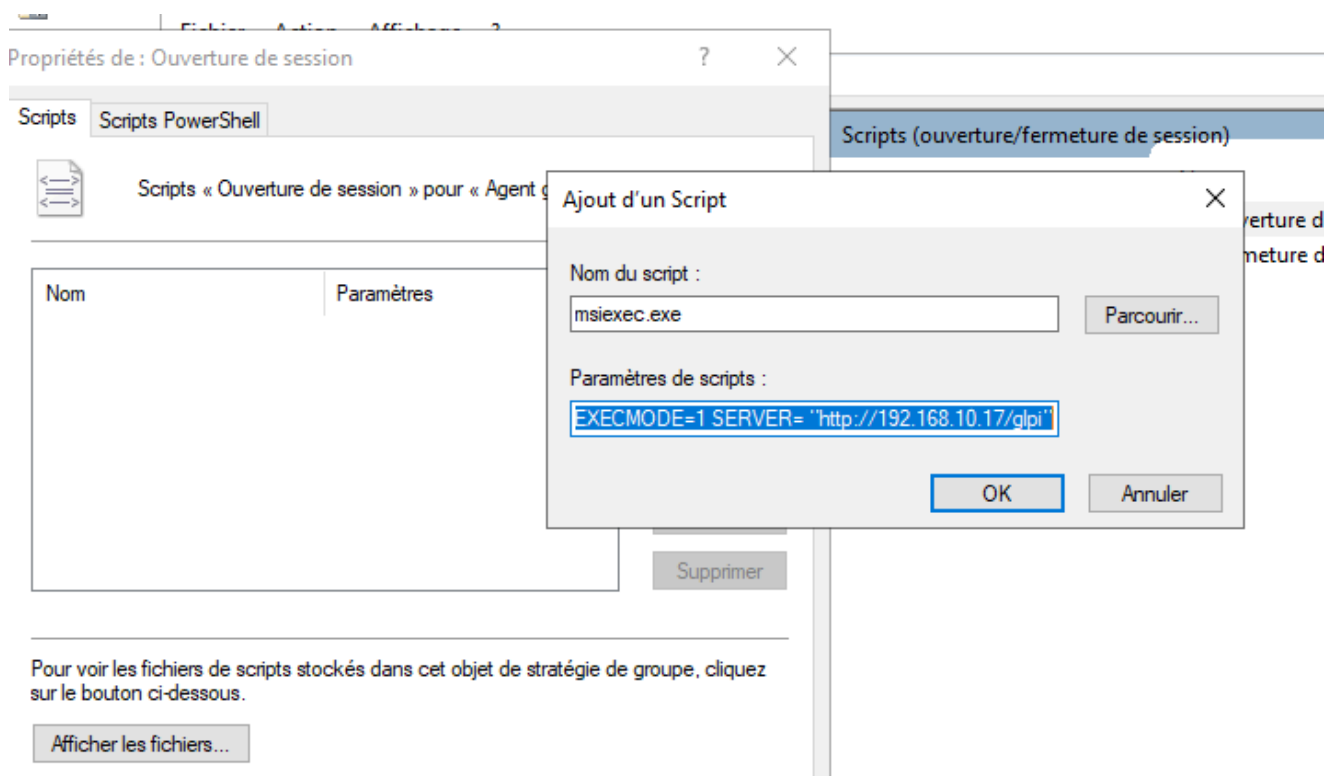 Fichier Action Affichage ?
Propriétés de : Ouverture de session ?
Scripts Scripts PowerShell
Scripts (ouverture/fermeture de session)
Scripts « Ouverture de session » pour « Agent
Ajout d'un Script
Nom du script :
msiexec.exe
Parcourir...
Paramètres de scripts :
EXECMODE=1 SERVER= "http://192.168.10.17/glpi"
OK Annuler
Nom Paramètres
verture d
meture d
Supprimer
Pour voir les fichiers de scripts stockés dans cet objet de stratégie de groupe, cliquez
sur le bouton ci-dessous.
Afficher les fichiers...